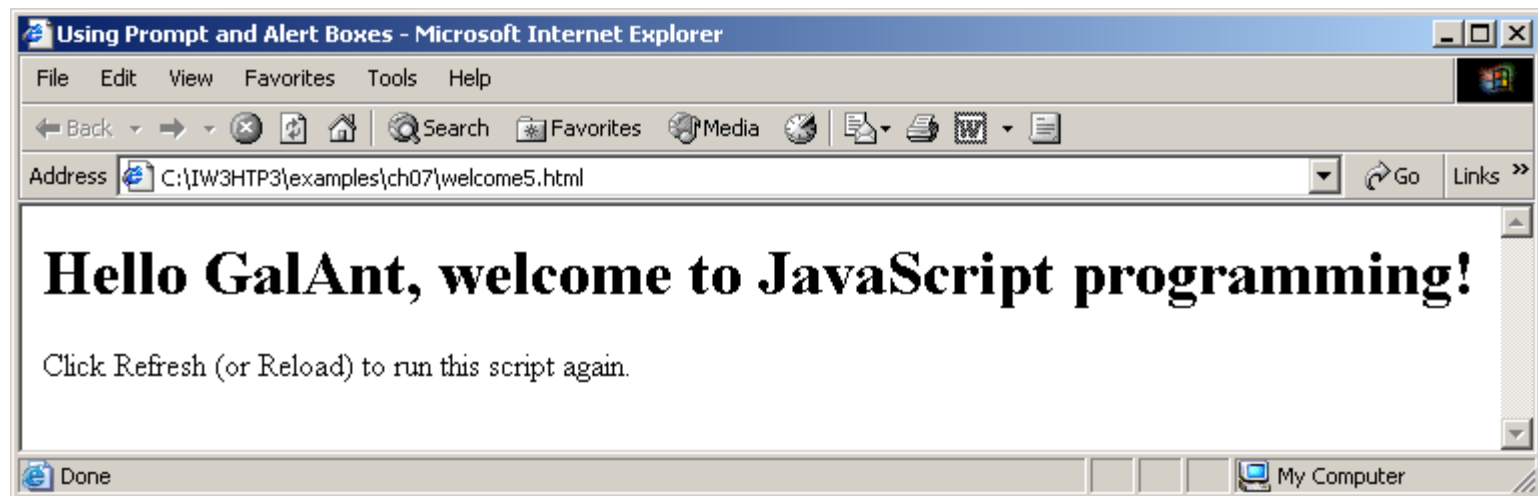 Using Prompt and Alert Boxes - Microsoft Internet Explorer
File Edit View Favorites Tools Help
Back Search Favorites Media
Address C:\IW3HTP3\examples\ch07\welcome5.html Go Links »
Hello GalAnt, welcome to JavaScript programming!
Click Refresh (or Reload) to run this script again.
Done My Computer